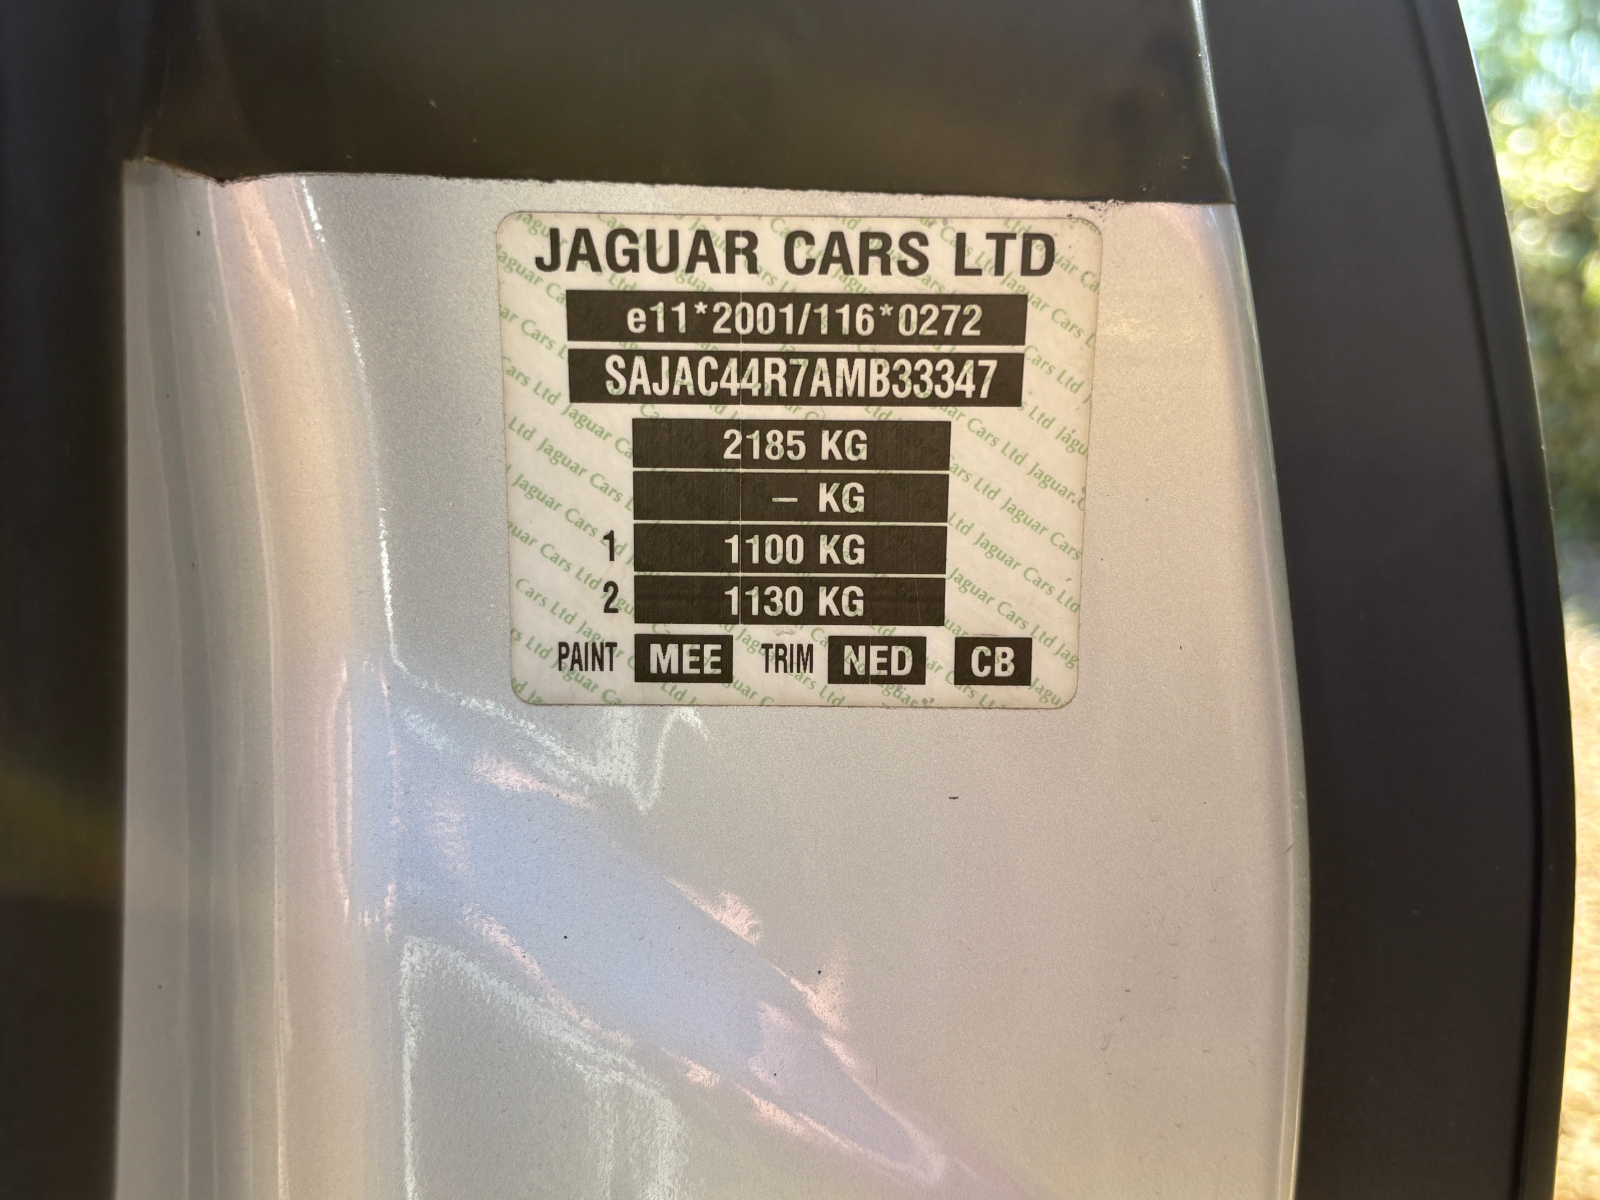 JAGUAR CARS LTD
e11*2001/116*0272
SAJAC44R7AMB33347
2185 KG
– KG
1 1100 KG
2 1130 KG
PAINT MEE TRIM NED CB